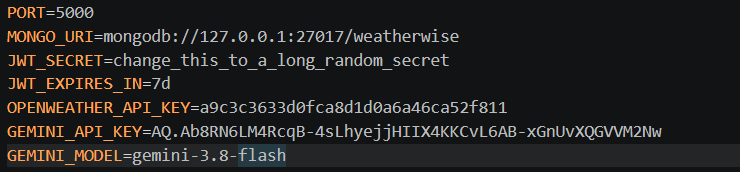 PORT=5000
MONGO_URI=mongodb://127.0.0.1:27017/weatherwise
JWT_SECRET=change_this_to_a_long_random_secret
JWT_EXPIRES_IN=7d
OPENWEATHER_API_KEY=a9c3c3633d0fca8d1d0a6a46ca52f811
GEMINI_API_KEY=AQ.Ab8RN6LM4RcqB-4sLhyejjHIIX4KKCvL6AB-xGnUvXQGVVM2Nw
GEMINI_MODEL=gemini-3.8-flash